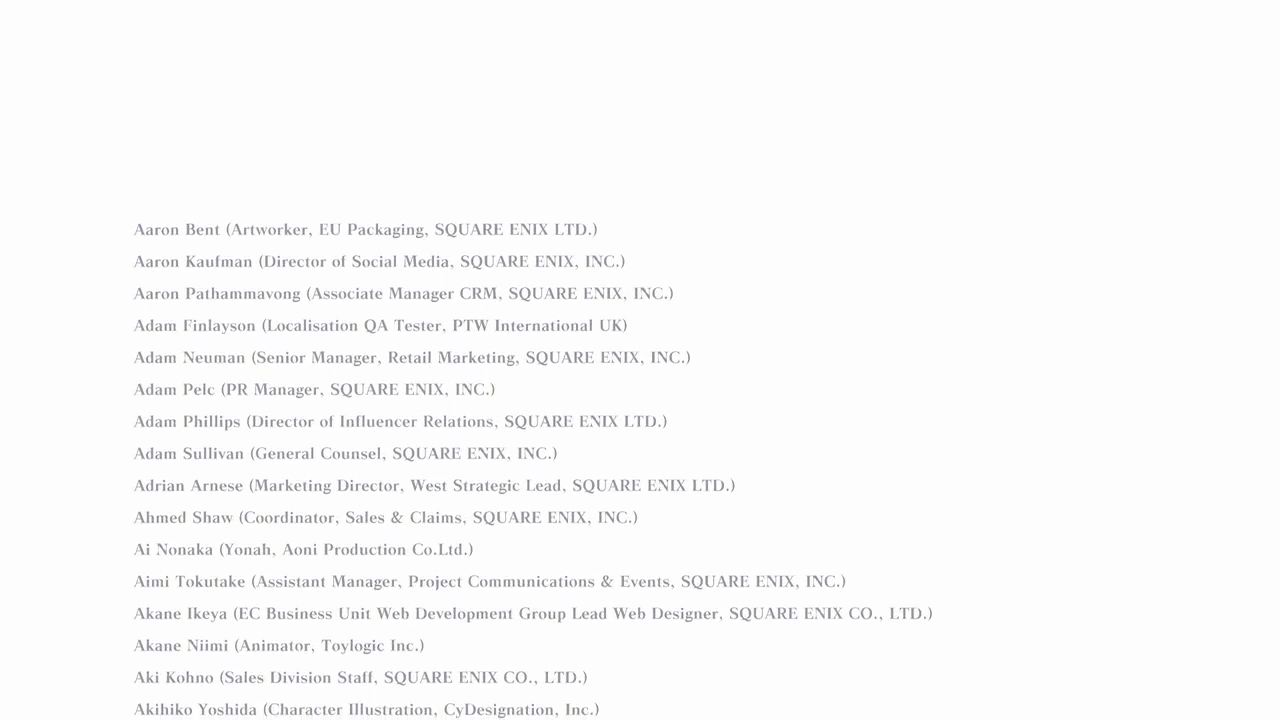 Aaron Bent (Artworker, EU Packaging, SQUARE ENIX LTD.)
Aaron Kaufman (Director of Social Media, SQUARE ENIX, INC.)
Aaron Pathammavong (Associate Manager CRM, SQUARE ENIX, INC.)
Adam Finlayson (Localisation QA Tester, PTW International UK)
Adam Neuman (Senior Manager, Retail Marketing, SQUARE ENIX, INC.)
Adam Pelc (PR Manager, SQUARE ENIX, INC.)
Adam Phillips (Director of Influencer Relations, SQUARE ENIX LTD.)
Adam Sullivan (General Counsel, SQUARE ENIX, INC.)
Adrian Arnese (Marketing Director, West Strategic Lead, SQUARE ENIX LTD.)
Ahmed Shaw (Coordinator, Sales & Claims, SQUARE ENIX, INC.)
Ai Nonaka (Yonah, Aoni Production Co.Ltd.)
Aimi Tokutake (Assistant Manager, Project Communications & Events, SQUARE ENIX, INC.)
Akane Ikeya (EC Business Unit Web Development Group Lead Web Designer, SQUARE ENIX CO., LTD.)
Akane Niimi (Animator, Toylogic Inc.)
Aki Kohno (Sales Division Staff, SQUARE ENIX CO., LTD.)
Akihiko Yoshida (Character Illustration, CyDesignation, Inc.)